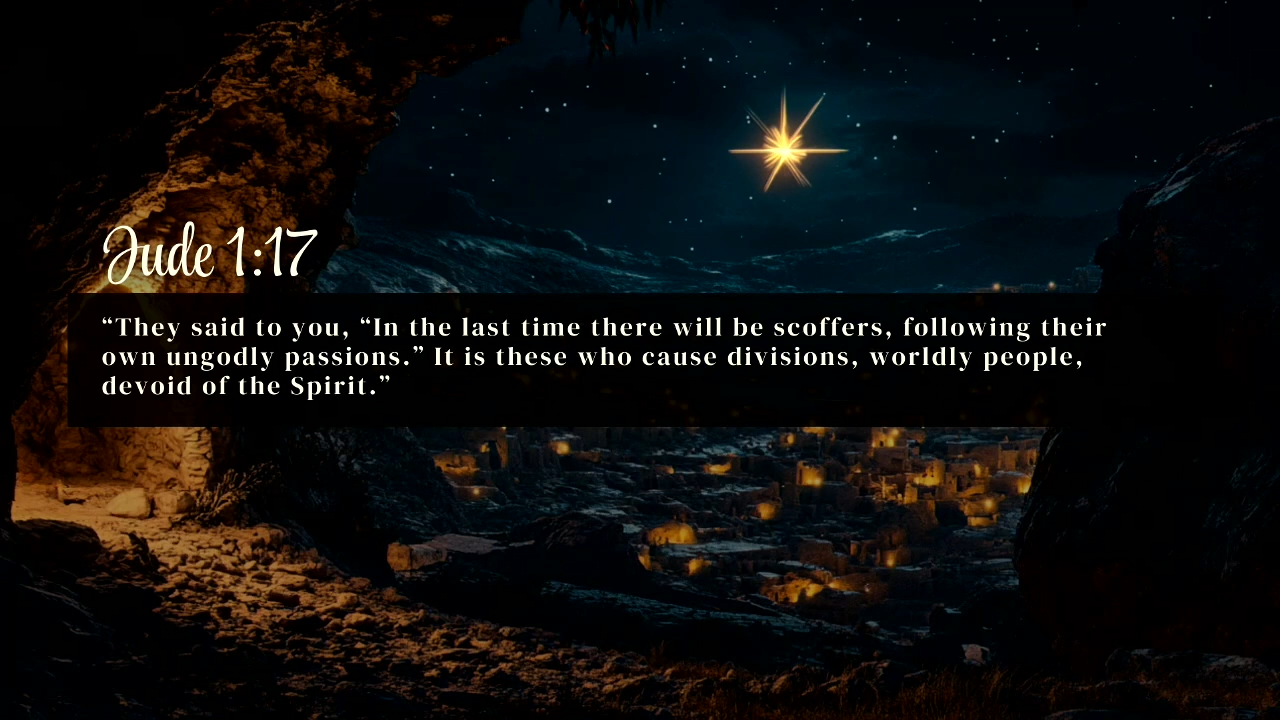 Jude 1:17
“They said to you, “In the last time there will be scoffers, following their
own ungodly passions.” It is these who cause divisions, worldly people,
devoid of the Spirit.”